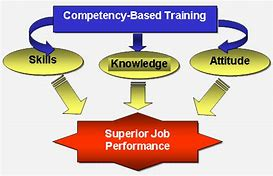 Competency-Based Training
Skills
Knowledge
Attitude
Superior Job
Performance